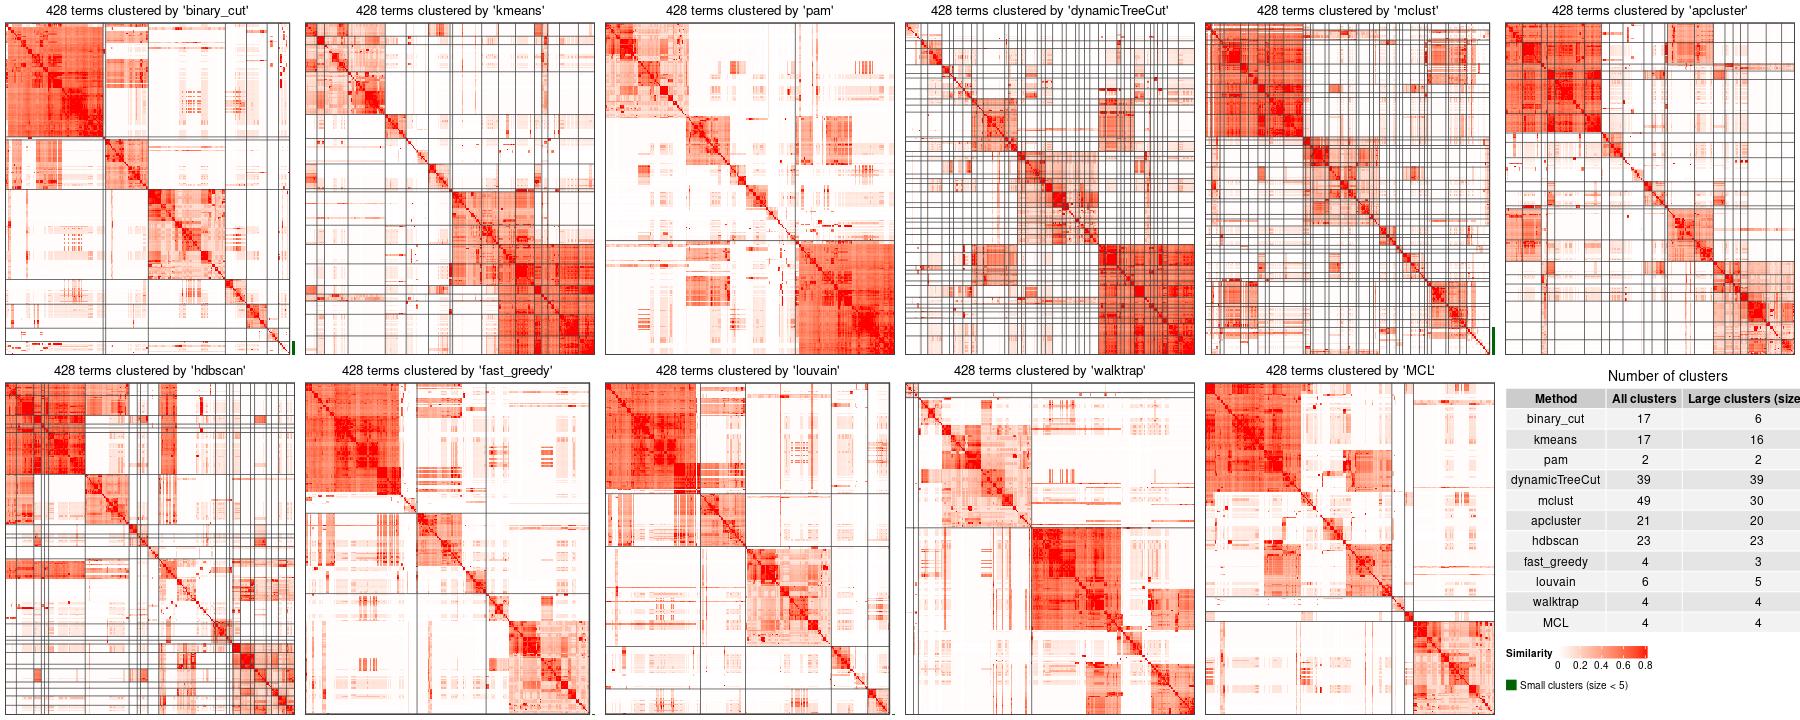 428 terms clustered by 'binary_cut'
428 terms clustered by 'kmeans'
428 terms clustered by 'pam'
428 terms clustered by 'dynamicTreeCut'
428 terms clustered by 'mclust'
428 terms clustered by 'apcluster'
428 terms clustered by 'hdbscan'
428 terms clustered by 'fast_greedy'
428 terms clustered by 'louvain'
428 terms clustered by 'walktrap'
428 terms clustered by 'MCL'
Number of clusters
Method All clusters Large clusters (size
binary_cut 17 6
kmeans 17 16
pam 2 2
dynamicTreeCut 39 39
mclust 49 30
apcluster 21 20
hdbscan 23 23
fast_greedy 4 3
louvain 6 5
walktrap 4 4
MCL 4 4
Similarity
0 0.2 0.4 0.6 0.8
Small clusters (size < 5)